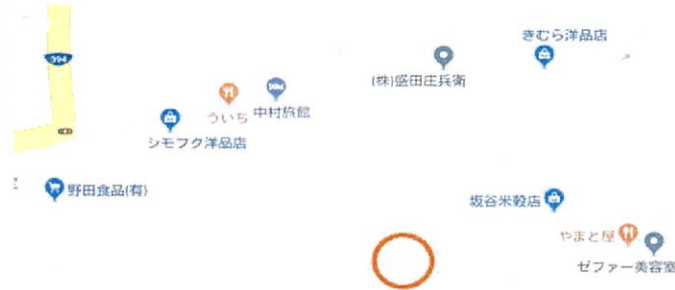 きむら洋品店
394
(株)盛田庄兵衛
ういち
中村旅館
シモフク洋品店
野田食品(有)
坂谷米穀店
やまと屋
ゼファー美容室